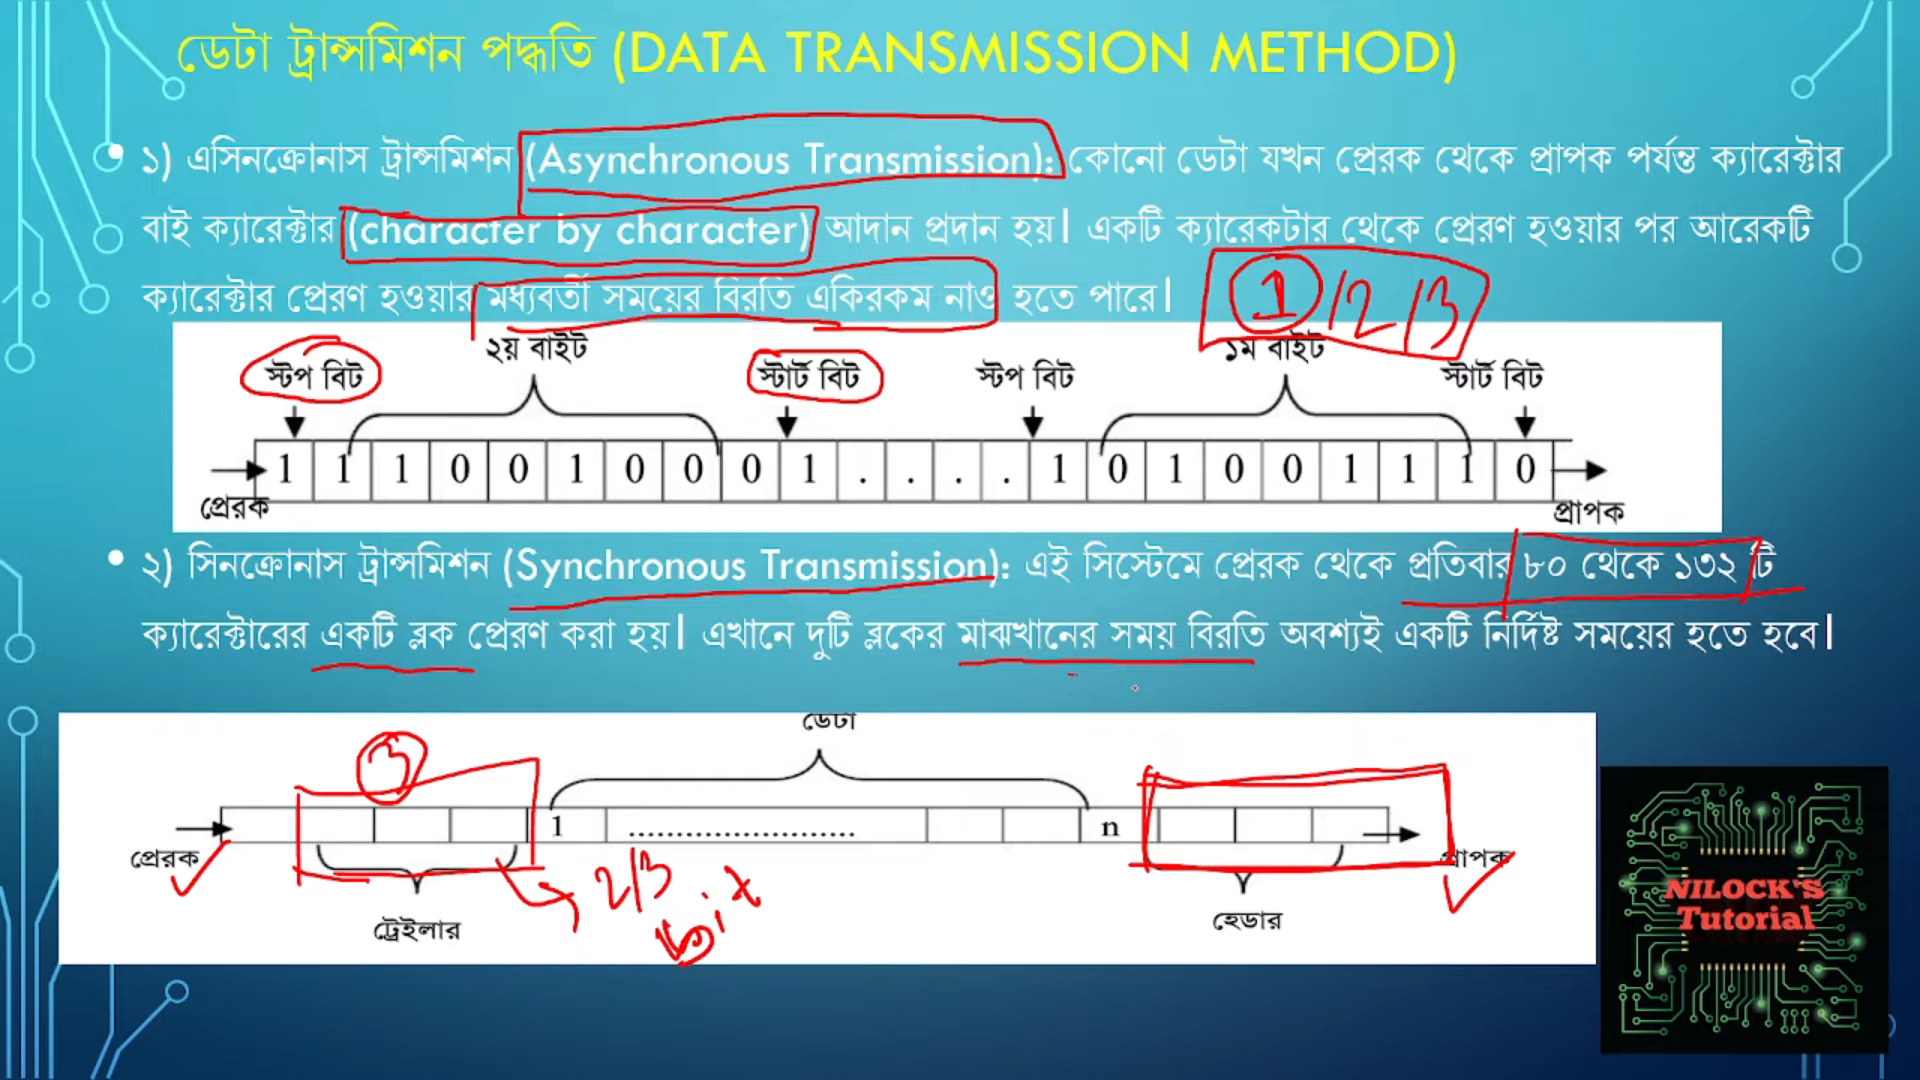 ডেটা ট্রান্সমিশন পদ্ধতি (DATA TRANSMISSION METHOD)
১) এসিনক্রোনাস ট্রান্সমিশন (Asynchronous Transmission): কোনো ডেটা যখন প্রেরক থেকে প্রাপক পর্যন্ত ক্যারেক্টার
বাই ক্যারেক্টার (character by character) আদান প্রদান হয়। একটি ক্যারেকটার থেকে প্রেরণ হওয়ার পর আরেকটি
ক্যারেক্টার প্রেরণ হওয়ার মধ্যবর্তী সময়ের বিরতি একিরকম নাও হতে পারে।
1/2/3
২য় বাইট ১ম বাইট
স্টপ বিট স্টার্ট বিট স্টপ বিট স্টার্ট বিট
1 1 1 0 0 1 0 0 0 1 . . . . 1 0 1 0 0 1 1 1 0
প্রেরক প্রাপক
২) সিনক্রোনাস ট্রান্সমিশন (Synchronous Transmission): এই সিস্টেমে প্রেরক থেকে প্রতিবার ৮০ থেকে ১৩২ টি
ক্যারেক্টারের একটি ব্লক প্রেরণ করা হয়। এখানে দুটি ব্লকের মাঝখানের সময় বিরতি অবশ্যই একটি নির্দিষ্ট সময়ের হতে হবে।
ডেটা
3
1 .............................. n
প্রেরক প্রাপক
2/3
bit
ট্রেইলার হেডার
NILOCK'S
Tutorial